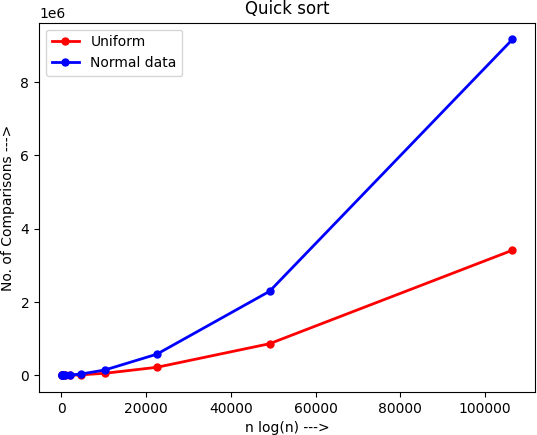 Quick sort
1e6
Uniform
Normal data
8
6
4
2
0
No. of Comparisons --->
0 20000 40000 60000 80000 100000
n log(n) --->